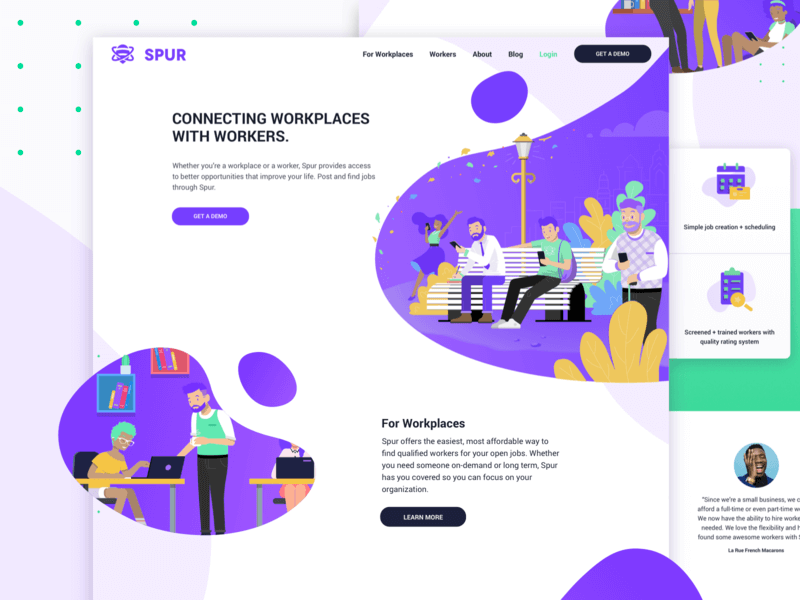 SPUR
For Workplaces
Workers
About
Blog
Login
GET A DEMO
CONNECTING WORKPLACES
WITH WORKERS.
Whether you're a workplace or a worker, Spur provides access
to better opportunities that improve your life. Post and find jobs
through Spur.
GET A DEMO
For Workplaces
Spur offers the easiest, most affordable way to
find qualified workers for your open jobs. Whether
you need someone on-demand or long term, Spur
has you covered so you can focus on your
organization.
LEARN MORE
Simple job creation + scheduling
Screened + trained workers with
quality rating system
"Since we're a small business, we c
afford a full-time or even part-time w
We now have the ability to hire worke
needed. We love the flexibility and h
found some awesome workers with S
La Rue French Macarons